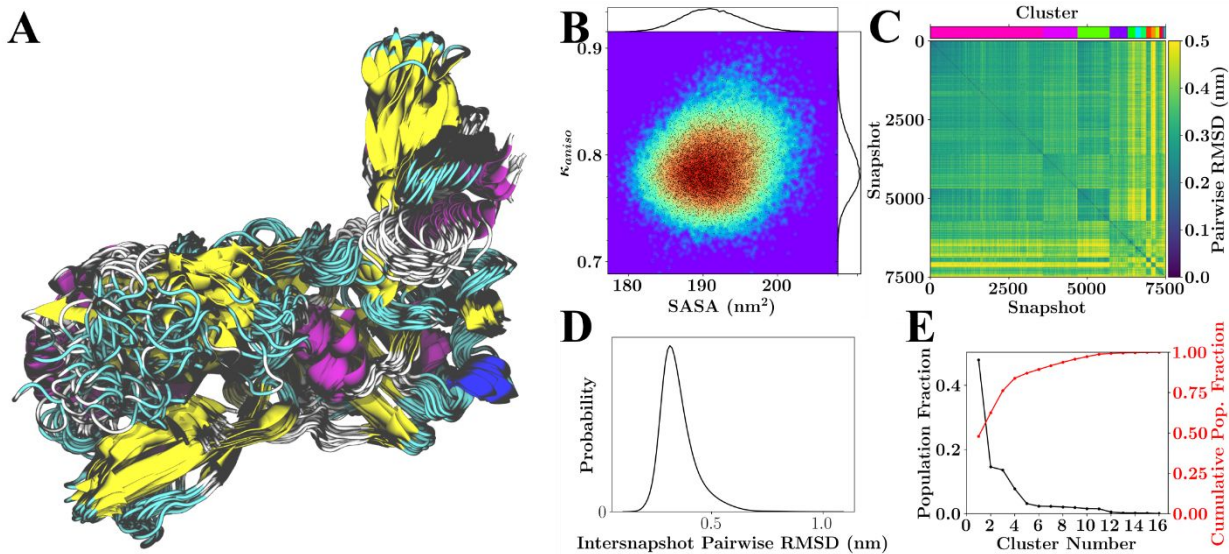 A
B
0.9
0.8
0.7
κaniso
180
190
200
SASA (nm²)
C
Cluster
0
2500
5000
7500
Snapshot
0
2500
5000
7500
Snapshot
0.5
0.4
0.3
0.2
0.1
0.0
Pairwise RMSD (nm)
D
Probability
0.5
1.0
Intersnapshot Pairwise RMSD (nm)
E
Population Fraction
0.4
0.2
0.0
0 2 4 6 8 10 12 14 16
Cluster Number
1.00
0.75
0.50
0.25
0.00
Cumulative Pop. Fraction